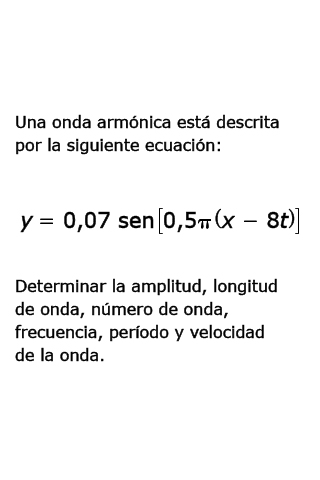 Una onda armónica está descrita
por la siguiente ecuación:
y = 0,07 sen[0,5π(x − 8t)]
Determinar la amplitud, longitud
de onda, número de onda,
frecuencia, período y velocidad
de la onda.